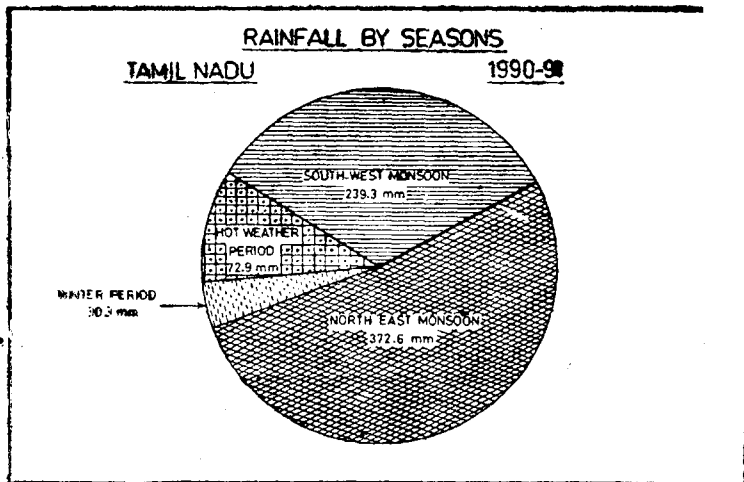 RAINFALL BY SEASONS
TAMIL NADU
SOUTH-WEST MONSOON
239.3 mm
HOT WEATHER
PERIOD
72.9 mm
WINTER PERIOD
mm
NORTH EAST MONSOON
372.6 mm